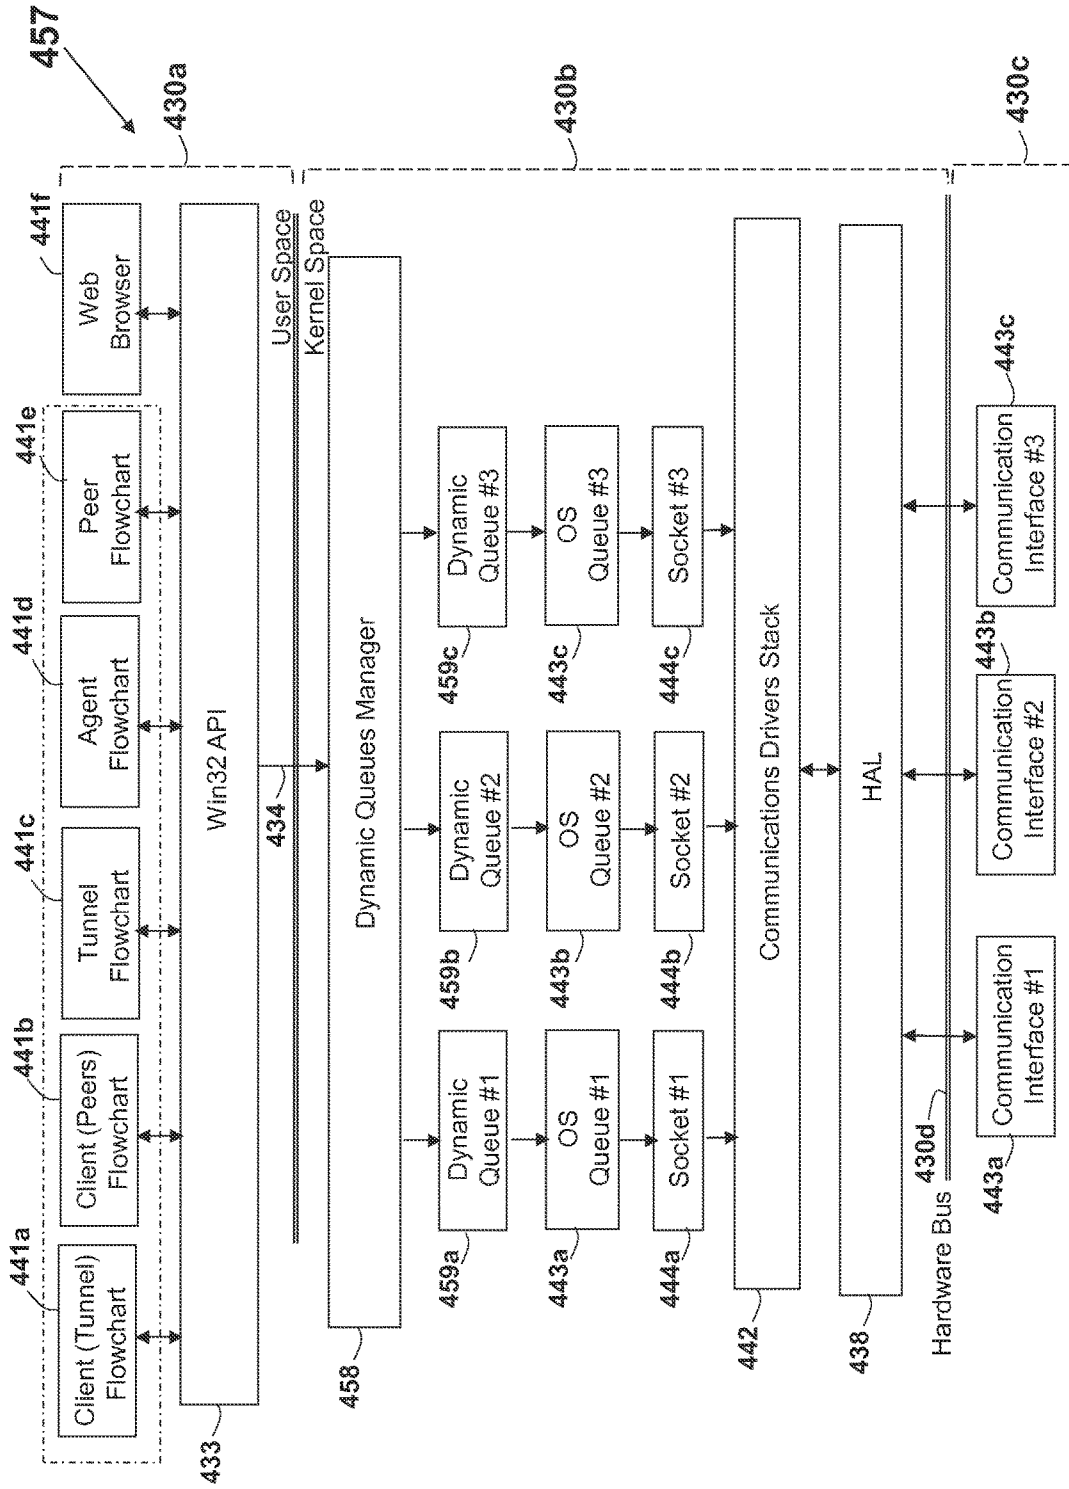 457
441a
441b
441c
441d
441e
441f
430a
Client (Tunnel)
Flowchart
Client (Peers)
Flowchart
Tunnel
Flowchart
Agent
Flowchart
Peer
Flowchart
Web
Browser
433
Win32 API
434
User Space
Kernel Space
430b
458
Dynamic Queues Manager
459a
Dynamic
Queue #1
459b
Dynamic
Queue #2
459c
Dynamic
Queue #3
443a
OS
Queue #1
443b
OS
Queue #2
443c
OS
Queue #3
444a
Socket #1
444b
Socket #2
444c
Socket #3
442
Communications Drivers Stack
438
HAL
Hardware Bus
430d
430c
443a
Communication
Interface #1
443b
Communication
Interface #2
443c
Communication
Interface #3